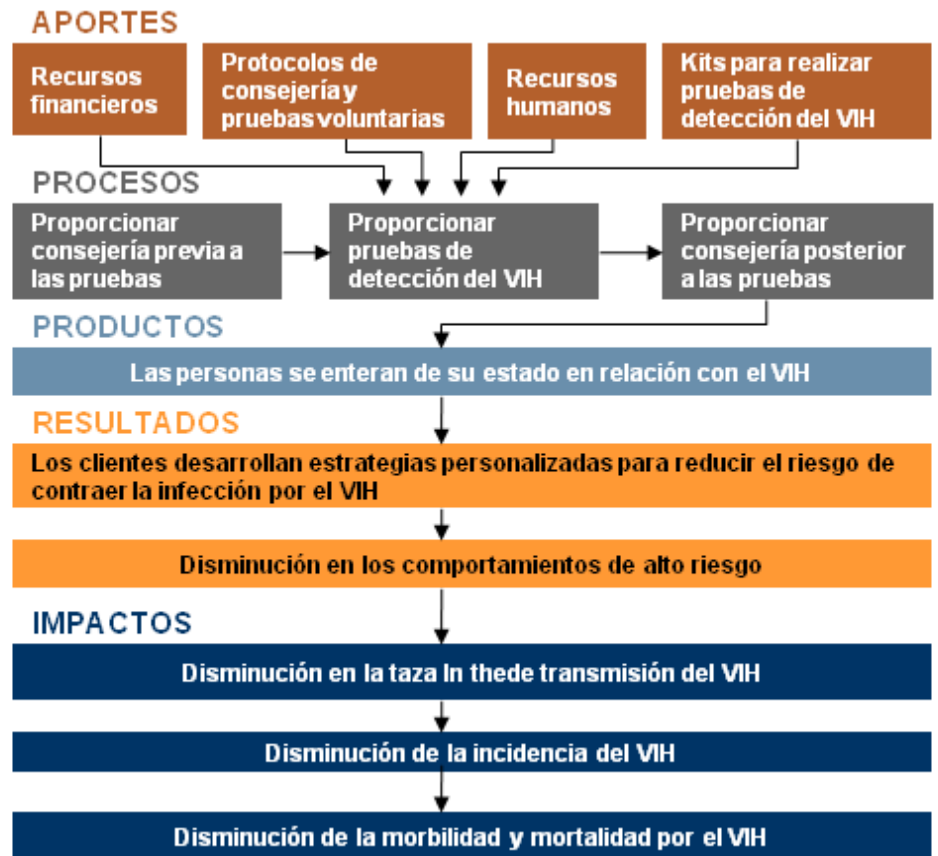 APORTES
Recursos
financieros
Protocolos de
consejería y
pruebas voluntarias
Recursos
humanos
Kits para realizar
pruebas de
detección del VIH
PROCESOS
Proporcionar
consejería previa a
las pruebas
Proporcionar
pruebas de
detección del VIH
Proporcionar
consejería posterior
a las pruebas
PRODUCTOS
Las personas se enteran de su estado en relación con el VIH
RESULTADOS
Los clientes desarrollan estrategias personalizadas para reducir el riesgo de
contraer la infección por el VIH
Disminución en los comportamientos de alto riesgo
IMPACTOS
Disminución en la taza In thede transmisión del VIH
Disminución de la incidencia del VIH
Disminución de la morbilidad y mortalidad por el VIH